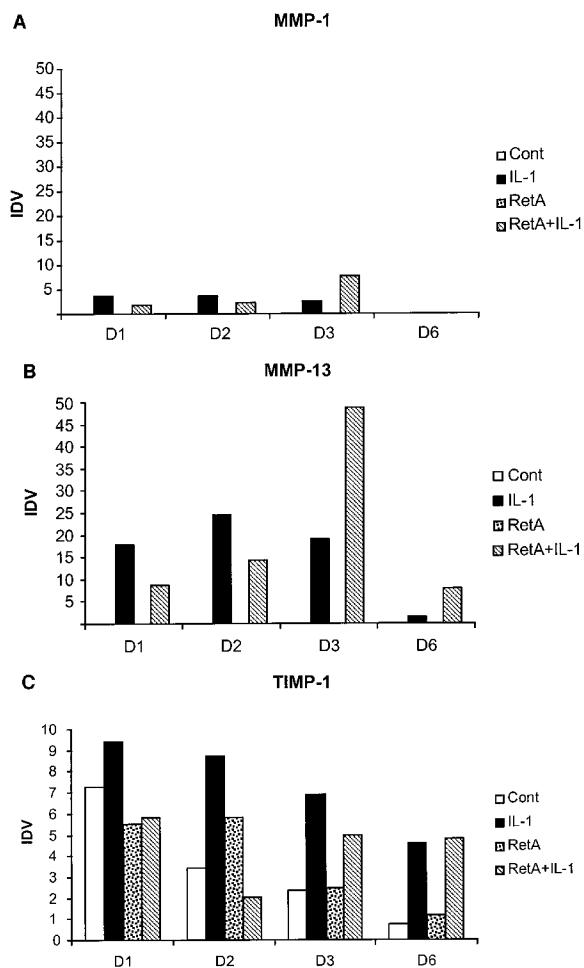 A
MMP-1
50
45
40
35
30
25
20
15
10
5
IDV
D1 D2 D3 D6
Cont
IL-1
RetA
RetA+IL-1
B
MMP-13
50
45
40
35
30
25
20
15
10
5
IDV
D1 D2 D3 D6
Cont
IL-1
RetA
RetA+IL-1
C
TIMP-1
10
9
8
7
6
5
4
3
2
1
0
IDV
D1 D2 D3 D6
Cont
IL-1
RetA
RetA+IL-1